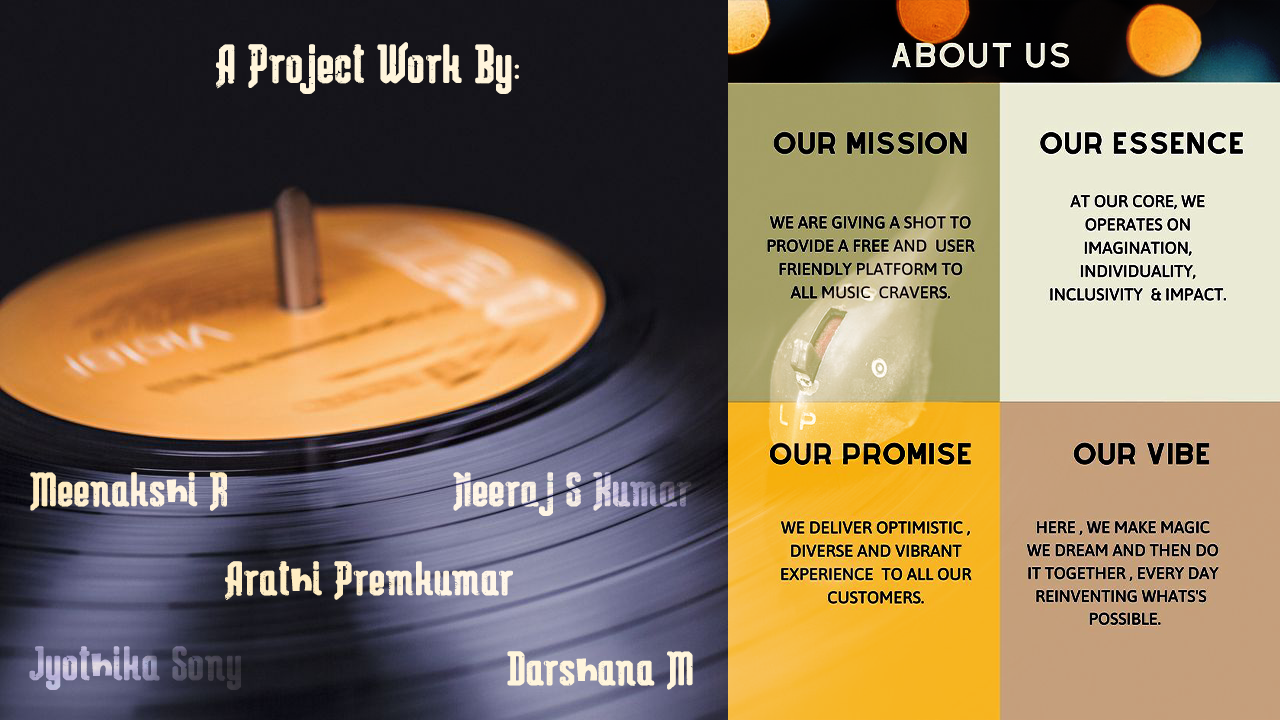 A Project Work By:
Meenakshi R
Neeraj S Kumar
Arathi Premkumar
Jyothika Sony
Darshana M
ABOUT US
OUR MISSION
WE ARE GIVING A SHOT TO
PROVIDE A FREE AND USER
FRIENDLY PLATFORM TO
ALL MUSIC CRAVERS.
OUR ESSENCE
AT OUR CORE, WE
OPERATES ON
IMAGINATION,
INDIVIDUALITY,
INCLUSIVITY & IMPACT.
LP
OUR PROMISE
WE DELIVER OPTIMISTIC ,
DIVERSE AND VIBRANT
EXPERIENCE TO ALL OUR
CUSTOMERS.
OUR VIBE
HERE , WE MAKE MAGIC
WE DREAM AND THEN DO
IT TOGETHER , EVERY DAY
REINVENTING WHATS'S
POSSIBLE.